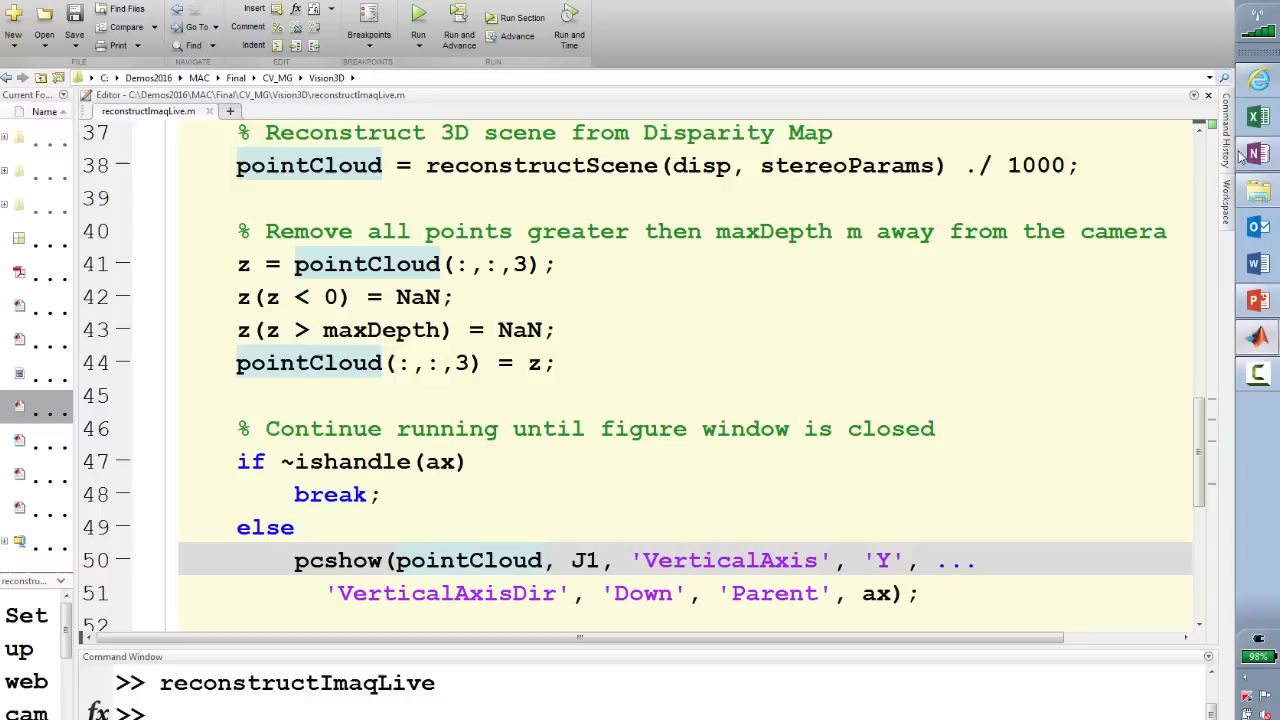 Insert fx
New Open Save Compare Go To Comment Breakpoints Run Run and Advance Run Section Advance Run and Time
Print Find Indent
FILE NAVIGATE EDIT BREAKPOINTS RUN
C: ▸ Demos2016 ▸ MAC ▸ Final ▸ CV_MG ▸ Vision3D ▸
Current Fo...
Editor - C:\Demos2016\MAC\Final\CV_MG\Vision3D\reconstructImaqLive.m
Name
reconstructImaqLive.m × +
Command History
Workspace
37 % Reconstruct 3D scene from Disparity Map
38 pointCloud = reconstructScene(disp, stereoParams) ./ 1000;
39
40 % Remove all points greater then maxDepth m away from the camera
41 z = pointCloud(:,:,3);
42 z(z < 0) = NaN;
43 z(z > maxDepth) = NaN;
44 pointCloud(:,:,3) = z;
45
46 % Continue running until figure window is closed
47 if ~ishandle(ax)
48 break;
49 else
50 pcshow(pointCloud, J1, 'VerticalAxis', 'Y', ...
51 'VerticalAxisDir', 'Down', 'Parent', ax);
52
reconstru...
Set
up
web
cam
Command Window
>> reconstructImaqLive
fx >>
98%